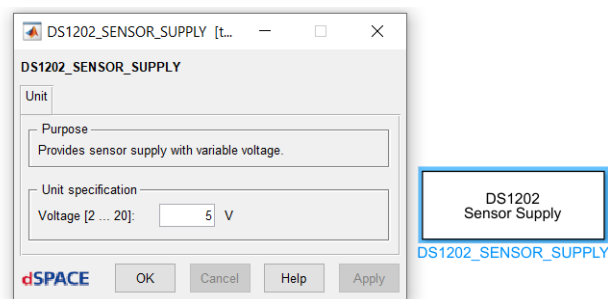 DS1202_SENSOR_SUPPLY [t...
DS1202_SENSOR_SUPPLY
Unit
Purpose
Provides sensor supply with variable voltage.
Unit specification
Voltage [2 ... 20]: 5 V
dSPACE OK Cancel Help Apply
DS1202
Sensor Supply
DS1202_SENSOR_SUPPLY